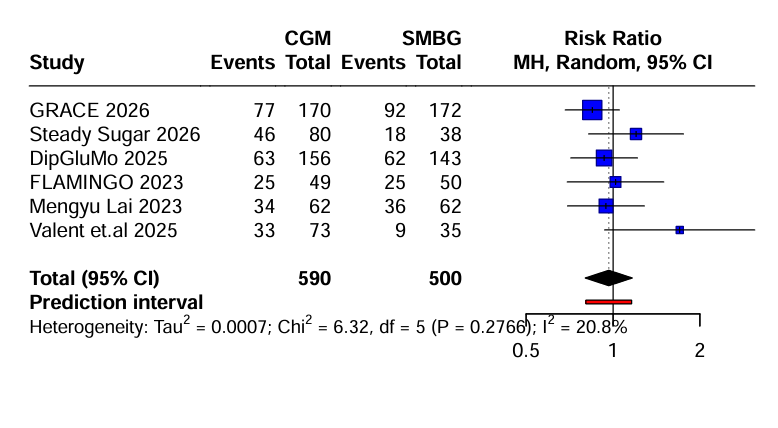 CGM SMBG Risk Ratio
Study Events Total Events Total MH, Random, 95% CI
GRACE 2026 77 170 92 172
Steady Sugar 2026 46 80 18 38
DipGluMo 2025 63 156 62 143
FLAMINGO 2023 25 49 25 50
Mengyu Lai 2023 34 62 36 62
Valent et.al 2025 33 73 9 35
Total (95% CI) 590 500
Prediction interval
Heterogeneity: Tau² = 0.0007; Chi² = 6.32, df = 5 (P = 0.2766); I² = 20.8%
0.5 1 2